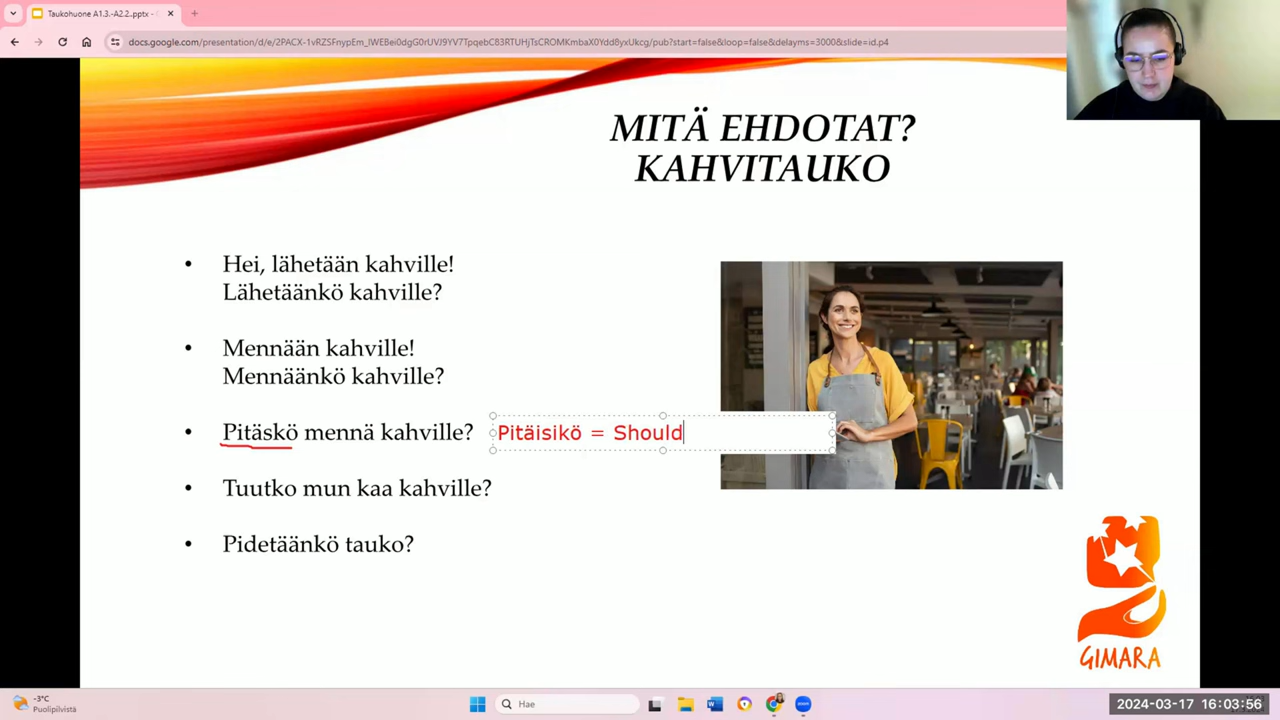 Taukohuone A1.3.-A2.2..pptx -
docs.google.com/presentation/d/e/2PACX-1vRZSFnypEm_lWEBei0dgG0rUVJ9YV7TpqebC83RTUHjTsCROMKmbaX0Ydd8yxUkcg/pub?start=false&loop=false&delayms=3000&slide=id.p4
MITÄ EHDOTAT?
KAHVITAUKO
• Hei, lähetään kahville!
Lähetäänkö kahville?
• Mennään kahville!
Mennäänkö kahville?
• Pitäskö mennä kahville? Pitäisikö = Should
• Tuutko mun kaa kahville?
• Pidetäänkö tauko?
GIMARA
-3°C
Puolipilvistä
Hae
zoom
2024-03-17 16:03:56